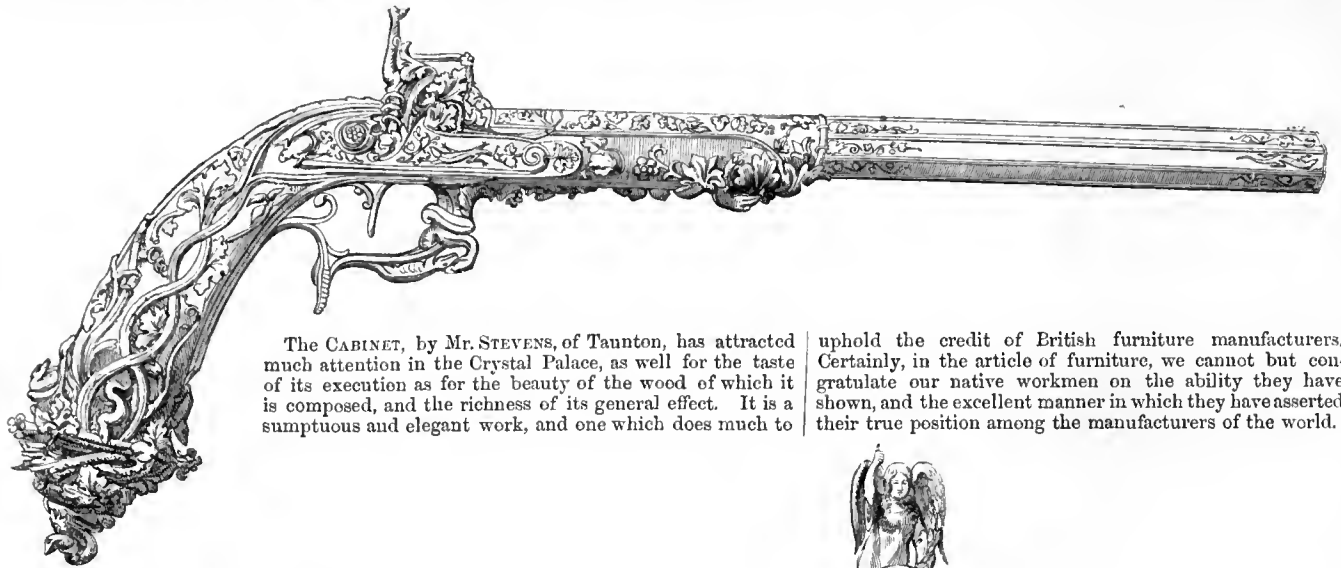 The CABINET, by Mr. STEVENS, of Taunton, has attracted
much attention in the Crystal Palace, as well for the taste
of its execution as for the beauty of the wood of which it
is composed, and the richness of its general effect. It is a
sumptuous and elegant work, and one which does much to
uphold the credit of British furniture manufacturers.
Certainly, in the article of furniture, we cannot but con-
gratulate our native workmen on the ability they have
shown, and the excellent manner in which they have asserted
their true position among the manufacturers of the world.